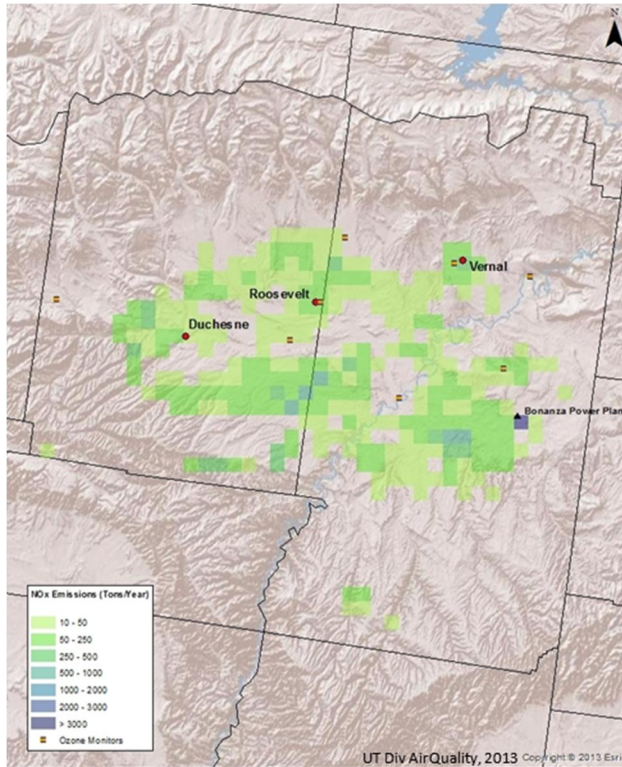 N
Vernal
Roosevelt
Duchesne
Bonanza Power Plan
NOx Emissions (Tons/Year)
10 - 50
50 - 250
250 - 500
500 - 1000
1000 - 2000
2000 - 3000
> 3000
Ozone Monitors
UT Div AirQuality, 2013 Copyright © 2013 Esri